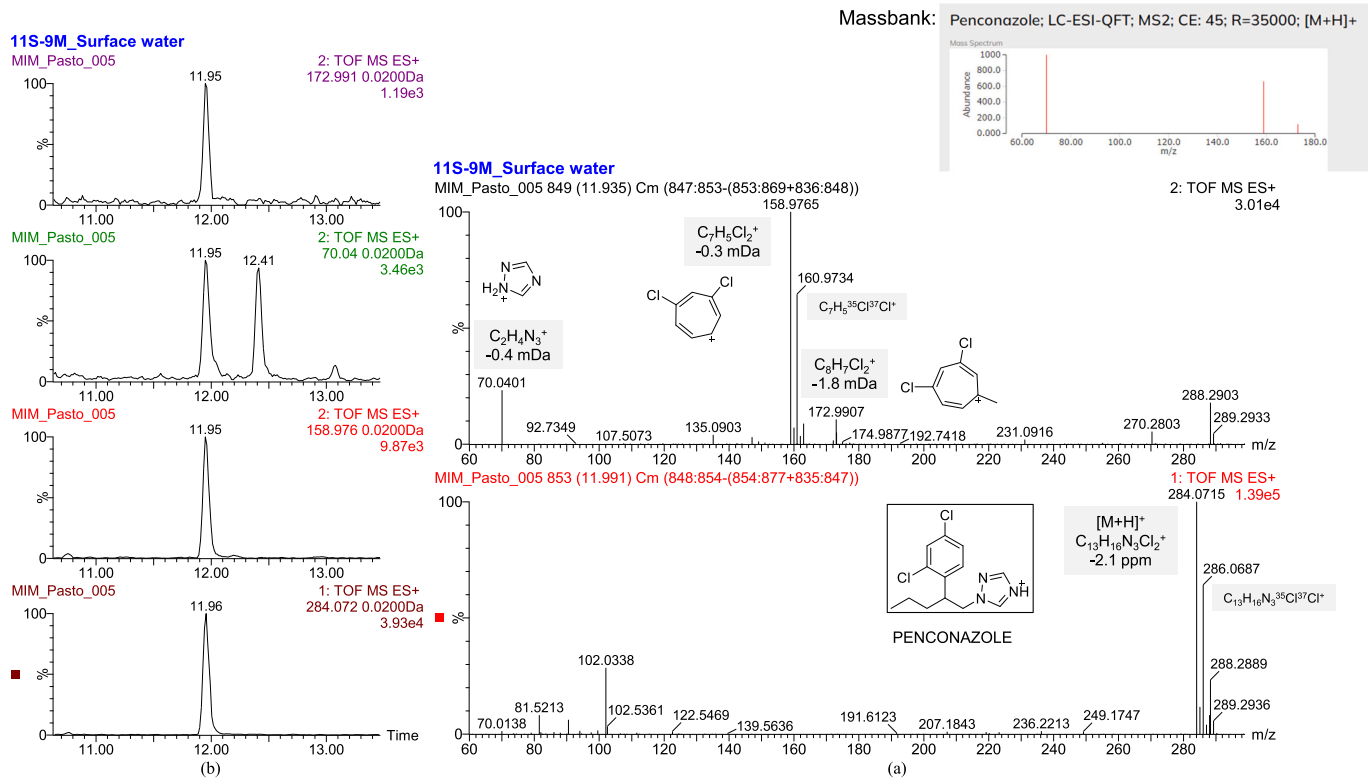 Massbank:
Penconazole; LC-ESI-QFT; MS2; CE: 45; R=35000; [M+H]+
Mass Spectrum
Abundance
1000
800.0
600.0
400.0
200.0
0.000
60.00 80.00 100.0 120.0 140.0 160.0 180.0
m/z
11S-9M_Surface water
MIM_Pasto_005
2: TOF MS ES+
172.991 0.0200Da
1.19e3
11.95
100
%
0
11.00 12.00 13.00
MIM_Pasto_005
2: TOF MS ES+
70.04 0.0200Da
3.46e3
11.95
12.41
100
%
0
11.00 12.00 13.00
MIM_Pasto_005
2: TOF MS ES+
158.976 0.0200Da
9.87e3
11.95
100
%
0
11.00 12.00 13.00
MIM_Pasto_005
1: TOF MS ES+
284.072 0.0200Da
3.93e4
11.96
100
%
0
11.00 12.00 13.00
Time
(b)
11S-9M_Surface water
MIM_Pasto_005 849 (11.935) Cm (847:853-(853:869+836:848))
2: TOF MS ES+
3.01e4
100
%
0
158.9765
C₇H₅Cl₂⁺
-0.3 mDa
Cl
Cl
+
160.9734
C₇H₅³⁵Cl³⁷Cl⁺
N
N
H₂N
+
C₂H₄N₃⁺
-0.4 mDa
70.0401
C₈H₇Cl₂⁺
-1.8 mDa
Cl
Cl
+
92.7349
107.5073
135.0903
172.9907
174.9877
192.7418
231.0916
270.2803
288.2903
289.2933
60 80 100 120 140 160 180 200 220 240 260 280
m/z
MIM_Pasto_005 853 (11.991) Cm (848:854-(854:877+835:847))
1: TOF MS ES+
1.39e5
100
%
0
284.0715
[M+H]⁺
C₁₃H₁₆N₃Cl₂⁺
-2.1 ppm
286.0687
C₁₃H₁₆N₃³⁵Cl³⁷Cl⁺
Cl
Cl
N
N
NH
+
PENCONAZOLE
102.0338
81.5213
70.0138
102.5361
122.5469
139.5636
191.6123
207.1843
236.2213
249.1747
288.2889
289.2936
60 80 100 120 140 160 180 200 220 240 260 280
m/z
(a)